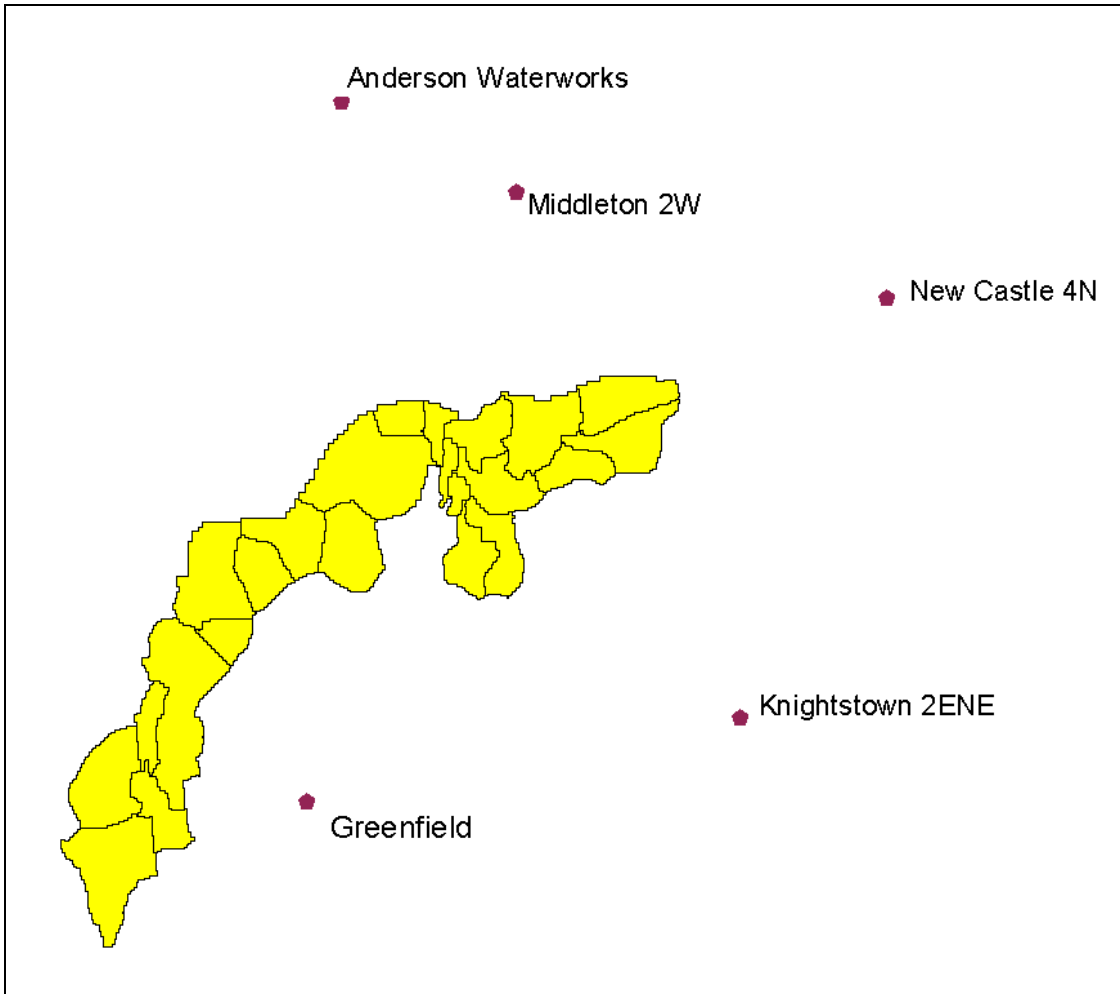 Anderson Waterworks
Middleton 2W
New Castle 4N
Knightstown 2ENE
Greenfield